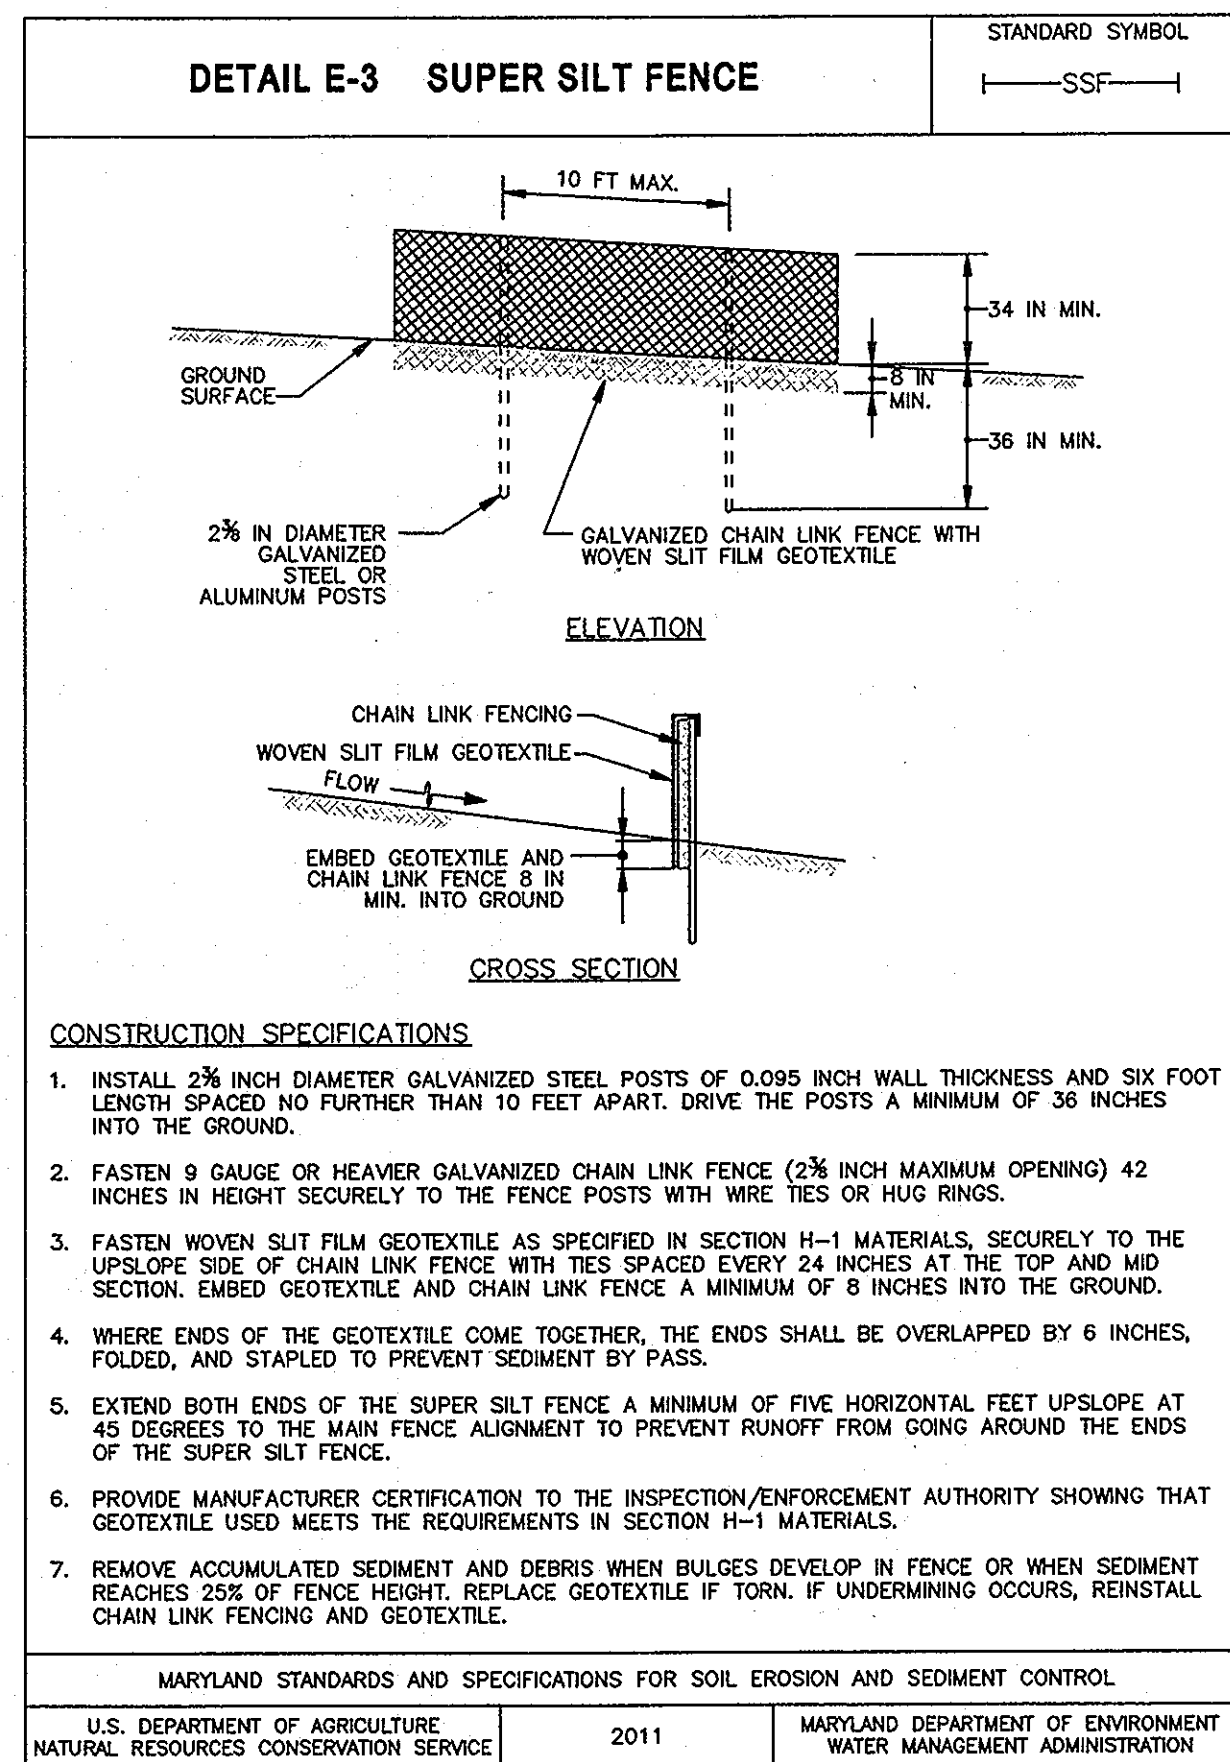 DETAIL E-3 SUPER SILT FENCE
STANDARD SYMBOL
SSF
10 FT MAX.
34 IN MIN.
GROUND
SURFACE
8 IN
MIN.
36 IN MIN.
2⅜ IN DIAMETER
GALVANIZED
STEEL OR
ALUMINUM POSTS
GALVANIZED CHAIN LINK FENCE WITH
WOVEN SLIT FILM GEOTEXTILE
ELEVATION
CHAIN LINK FENCING
WOVEN SLIT FILM GEOTEXTILE
FLOW
EMBED GEOTEXTILE AND
CHAIN LINK FENCE 8 IN
MIN. INTO GROUND
CROSS SECTION
CONSTRUCTION SPECIFICATIONS
1. INSTALL 2⅜ INCH DIAMETER GALVANIZED STEEL POSTS OF 0.095 INCH WALL THICKNESS AND SIX FOOT
LENGTH SPACED NO FURTHER THAN 10 FEET APART. DRIVE THE POSTS A MINIMUM OF 36 INCHES
INTO THE GROUND.
2. FASTEN 9 GAUGE OR HEAVIER GALVANIZED CHAIN LINK FENCE (2⅜ INCH MAXIMUM OPENING) 42
INCHES IN HEIGHT SECURELY TO THE FENCE POSTS WITH WIRE TIES OR HUG RINGS.
3. FASTEN WOVEN SLIT FILM GEOTEXTILE AS SPECIFIED IN SECTION H-1 MATERIALS, SECURELY TO THE
UPSLOPE SIDE OF CHAIN LINK FENCE WITH TIES SPACED EVERY 24 INCHES AT THE TOP AND MID
SECTION. EMBED GEOTEXTILE AND CHAIN LINK FENCE A MINIMUM OF 8 INCHES INTO THE GROUND.
4. WHERE ENDS OF THE GEOTEXTILE COME TOGETHER, THE ENDS SHALL BE OVERLAPPED BY 6 INCHES,
FOLDED, AND STAPLED TO PREVENT SEDIMENT BY PASS.
5. EXTEND BOTH ENDS OF THE SUPER SILT FENCE A MINIMUM OF FIVE HORIZONTAL FEET UPSLOPE AT
45 DEGREES TO THE MAIN FENCE ALIGNMENT TO PREVENT RUNOFF FROM GOING AROUND THE ENDS
OF THE SUPER SILT FENCE.
6. PROVIDE MANUFACTURER CERTIFICATION TO THE INSPECTION/ENFORCEMENT AUTHORITY SHOWING THAT
GEOTEXTILE USED MEETS THE REQUIREMENTS IN SECTION H-1 MATERIALS.
7. REMOVE ACCUMULATED SEDIMENT AND DEBRIS WHEN BULGES DEVELOP IN FENCE OR WHEN SEDIMENT
REACHES 25% OF FENCE HEIGHT. REPLACE GEOTEXTILE IF TORN. IF UNDERMINING OCCURS, REINSTALL
CHAIN LINK FENCING AND GEOTEXTILE.
MARYLAND STANDARDS AND SPECIFICATIONS FOR SOIL EROSION AND SEDIMENT CONTROL
U.S. DEPARTMENT OF AGRICULTURE
NATURAL RESOURCES CONSERVATION SERVICE
2011
MARYLAND DEPARTMENT OF ENVIRONMENT
WATER MANAGEMENT ADMINISTRATION